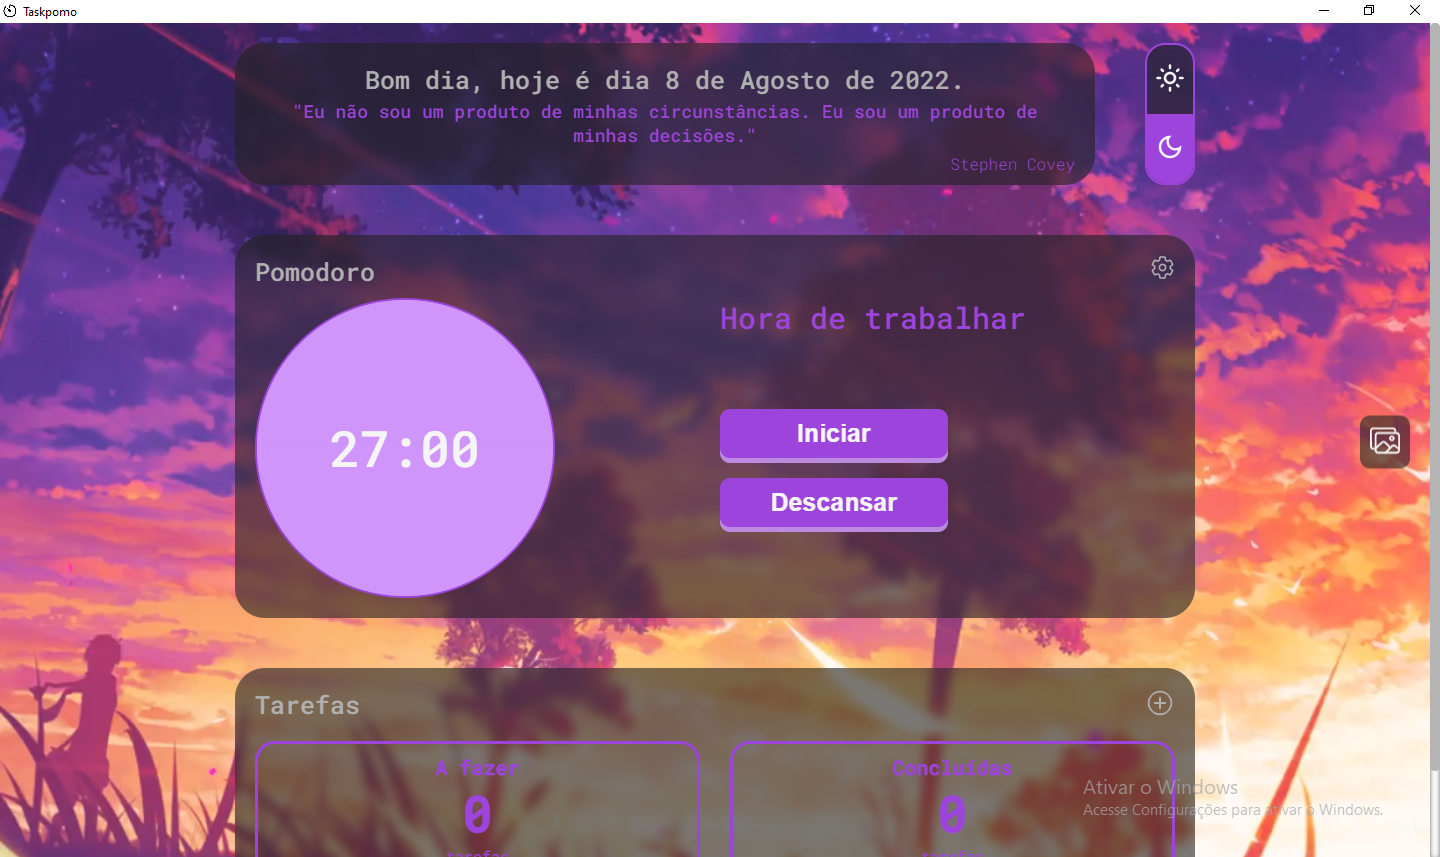 Taskpomo
Bom dia, hoje é dia 8 de Agosto de 2022.
"Eu não sou um produto de minhas circunstâncias. Eu sou um produto de
minhas decisões."
Stephen Covey
Pomodoro
Hora de trabalhar
27:00
Iniciar
Descansar
Tarefas
A fazer
0
tarefas
Concluídas
0
tarefas
Ativar o Windows
Acesse Configurações para ativar o Windows.